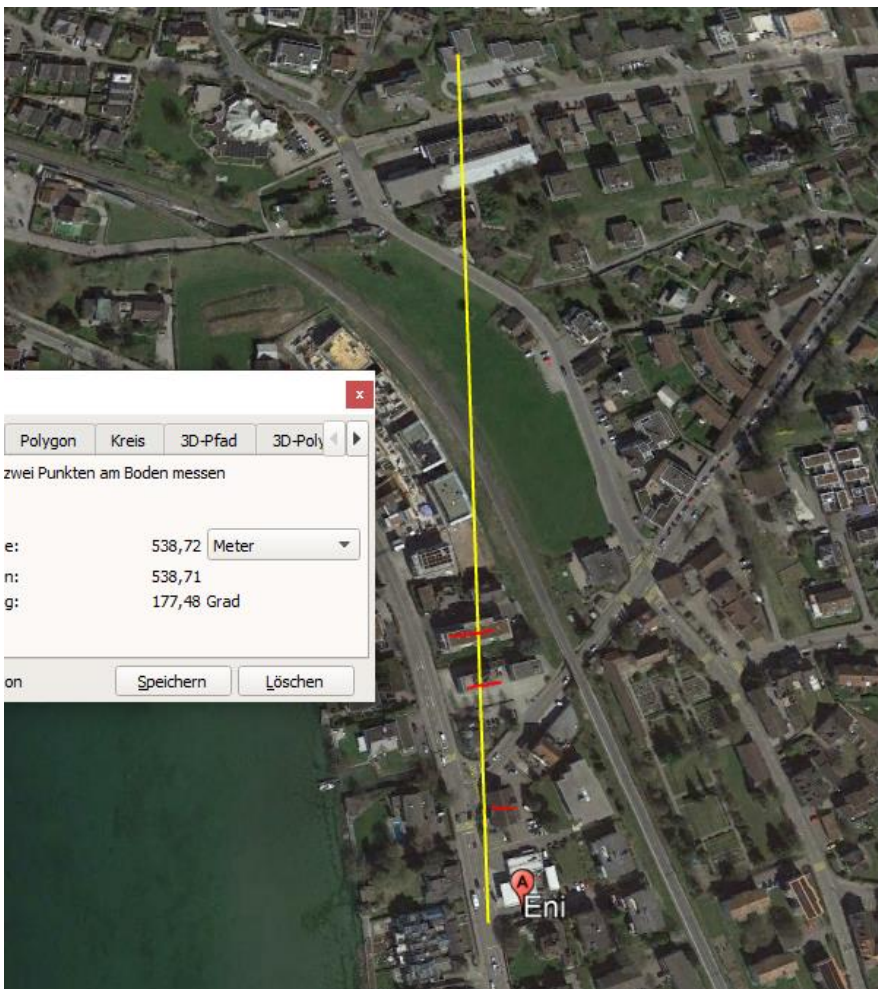 x
Polygon Kreis 3D-Pfad 3D-Poly
zwei Punkten am Boden messen
e: 538,72 Meter
n: 538,71
g: 177,48 Grad
on Speichern Löschen
A
Eni